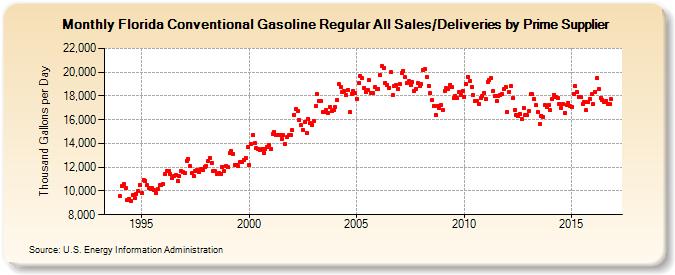 Monthly Florida Conventional Gasoline Regular All Sales/Deliveries by Prime Supplier
Thousand Gallons per Day
22,000
20,000
18,000
16,000
14,000
12,000
10,000
8,000
1995 2000 2005 2010 2015
Source: U.S. Energy Information Administration